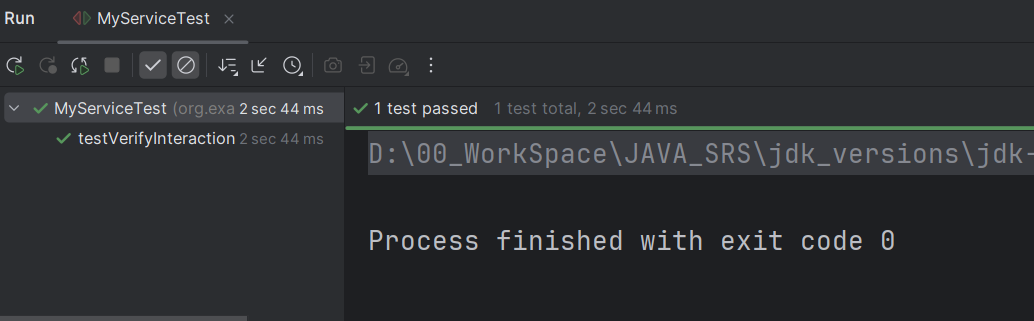 Run MyServiceTest
MyServiceTest (org.exa 2 sec 44 ms
testVerifyInteraction 2 sec 44 ms
1 test passed 1 test total, 2 sec 44 ms
D:\00_WorkSpace\JAVA_SRS\jdk_versions\jdk-
Process finished with exit code 0